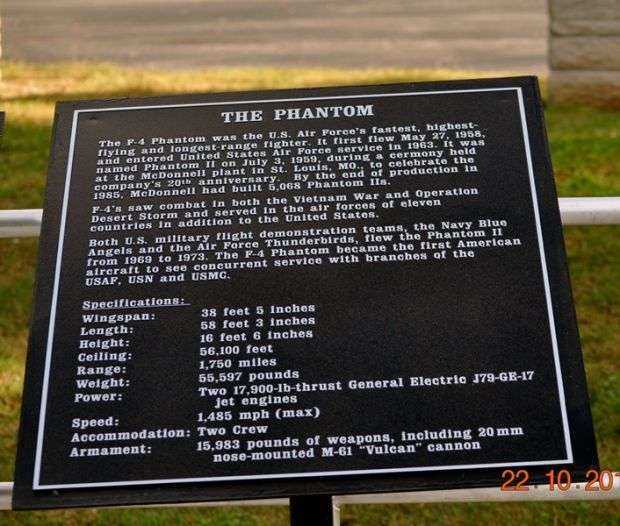 THE PHANTOM
The F-4 Phantom was the U.S. Air Force's fastest, highest-
flying and longest-range fighter. It first flew May 27, 1958,
and entered United States Air Force service in 1963. It was
named Phantom II on July 3, 1959, during a cermony held
at the McDonnell plant in St. Louis, MO., to celebrate the
company's 20th anniversary. By the end of production in
1985, McDonnell had built 5,068 Phantom IIs.
F-4's saw combat in both the Vietnam War and Operation
Desert Storm and served in the air forces of eleven
countries in addition to the United States.
Both U.S. military flight demonstration teams, the Navy Blue
Angels and the Air Force Thunderbirds, flew the Phantom II
from 1969 to 1973. The F-4 Phantom became the first American
aircraft to see concurrent service with branches of the
USAF, USN and USMC.
Specifications:
Wingspan: 38 feet 5 inches
Length: 58 feet 3 inches
Height: 16 feet 6 inches
Ceiling: 56,100 feet
Range: 1,750 miles
Weight: 55,597 pounds
Power: Two 17,900-lb-thrust General Electric J79-GE-17
jet engines
Speed: 1,485 mph (max)
Accommodation: Two Crew
Armament: 15,983 pounds of weapons, including 20mm
nose-mounted M-61 "Vulcan" cannon
22.10.20